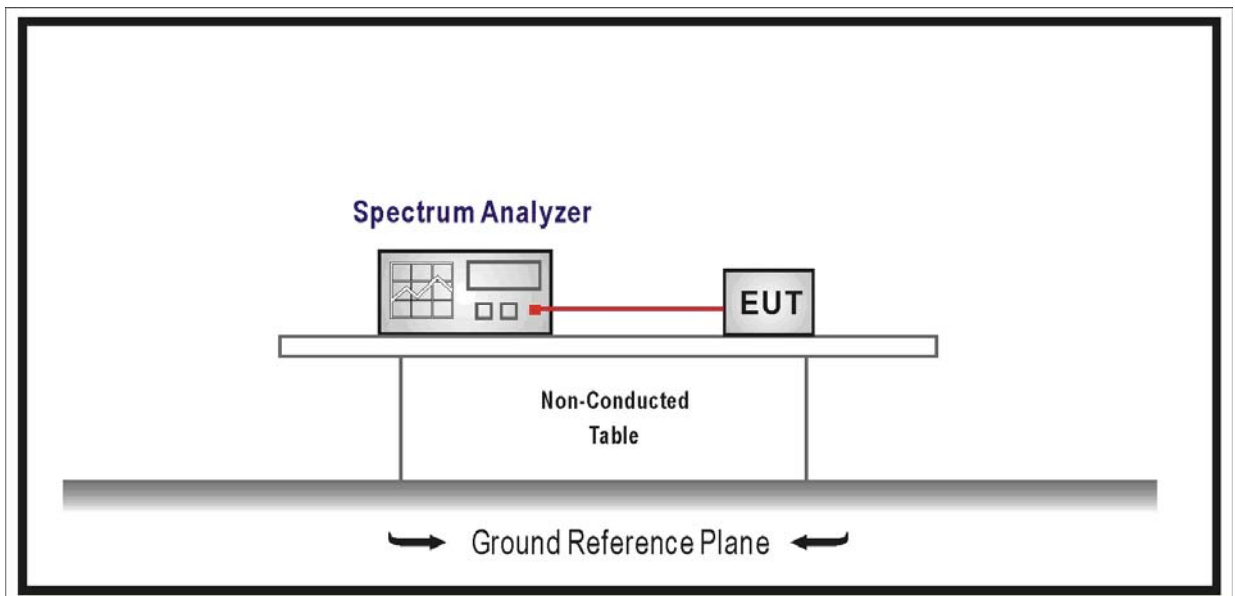 Spectrum Analyzer
EUT
Non-Conducted
Table
Ground Reference Plane